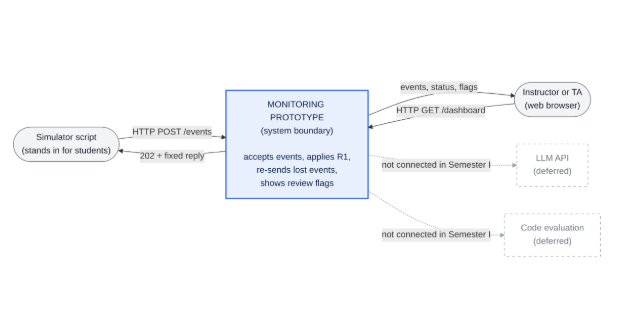 Simulator script
(stands in for students)
HTTP POST /events
202 + fixed reply
MONITORING
PROTOTYPE
(system boundary)
accepts events, applies R1,
re-sends lost events,
shows review flags
events, status, flags
HTTP GET /dashboard
Instructor or TA
(web browser)
not connected in Semester I
LLM API
(deferred)
not connected in Semester I
Code evaluation
(deferred)